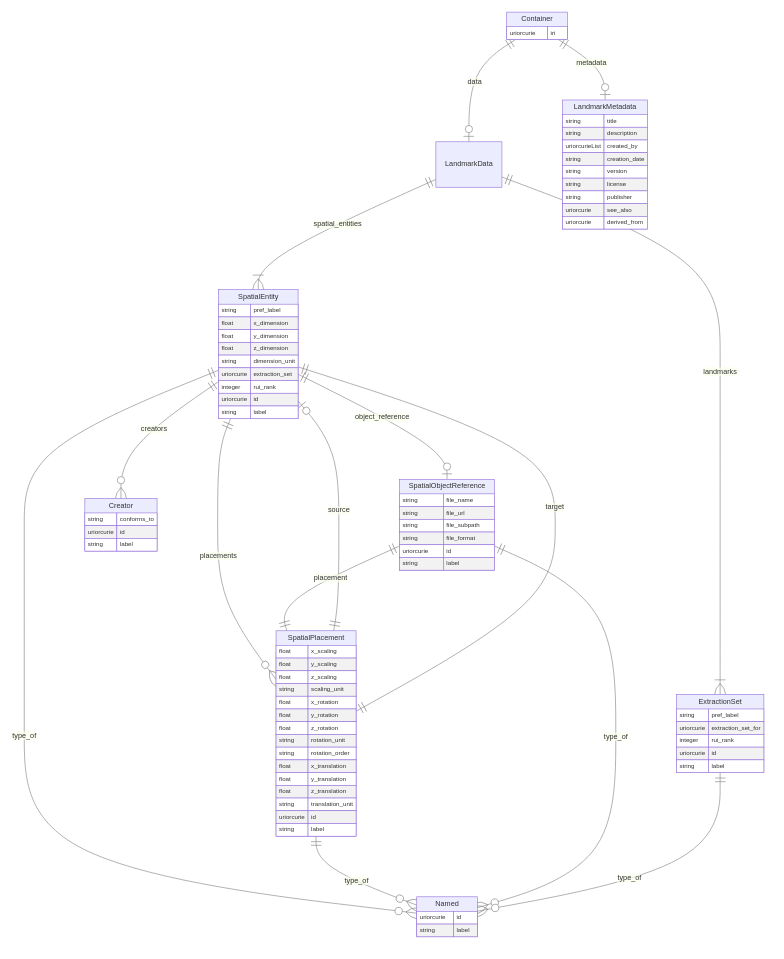 Container
uriorcurie iri
data
metadata
LandmarkMetadata
string title
string description
uriorcurieList created_by
string creation_date
string version
string license
string publisher
uriorcurie see_also
uriorcurie derived_from
LandmarkData
spatial_entities
SpatialEntity
string pref_label
float x_dimension
float y_dimension
float z_dimension
string dimension_unit
uriorcurie extraction_set
integer rui_rank
uriorcurie id
string label
landmarks
object_reference
creators
SpatialObjectReference
string file_name
string file_url
string file_subpath
string file_format
uriorcurie id
string label
Creator
string conforms_to
uriorcurie id
string label
source
target
placements
placement
SpatialPlacement
float x_scaling
float y_scaling
float z_scaling
string scaling_unit
float x_rotation
float y_rotation
float z_rotation
string rotation_unit
string rotation_order
float x_translation
float y_translation
float z_translation
string translation_unit
uriorcurie id
string label
ExtractionSet
string pref_label
uriorcurie extraction_set_for
integer rui_rank
uriorcurie id
string label
type_of
type_of
type_of
type_of
Named
uriorcurie id
string label